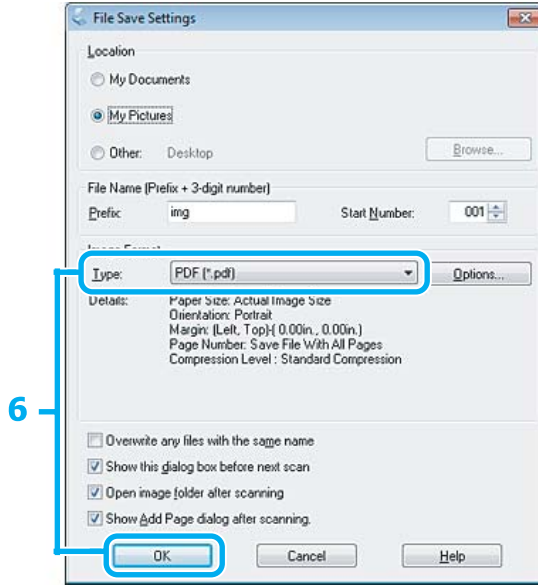 File Save Settings
Location
My Documents
My Pictures
Other: Desktop Browse...
File Name (Prefix + 3-digit number)
Prefix: img Start Number: 001
Image Format
Type: PDF (*.pdf) Options...
Details: Paper Size: Actual Image Size
Orientation: Portrait
Margin: (Left, Top)( 0.00in., 0.00in.)
Page Number: Save File With All Pages
Compression Level : Standard Compression
6
Overwrite any files with the same name
Show this dialog box before next scan
Open image folder after scanning
Show Add Page dialog after scanning.
OK Cancel Help